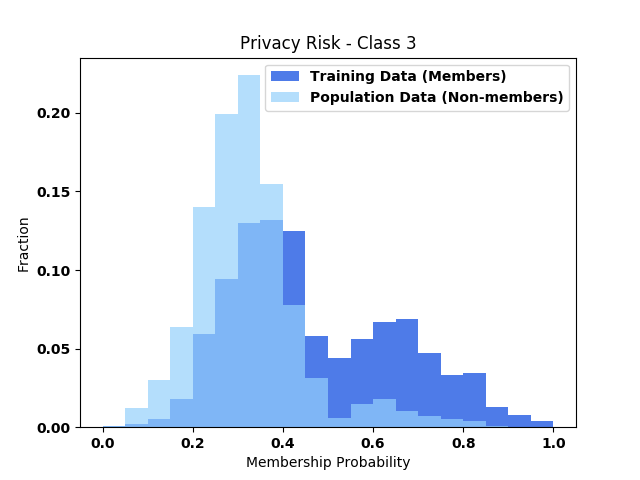 Privacy Risk - Class 3
Training Data (Members)
Population Data (Non-members)
Fraction
0.20
0.15
0.10
0.05
0.00
0.0 0.2 0.4 0.6 0.8 1.0
Membership Probability